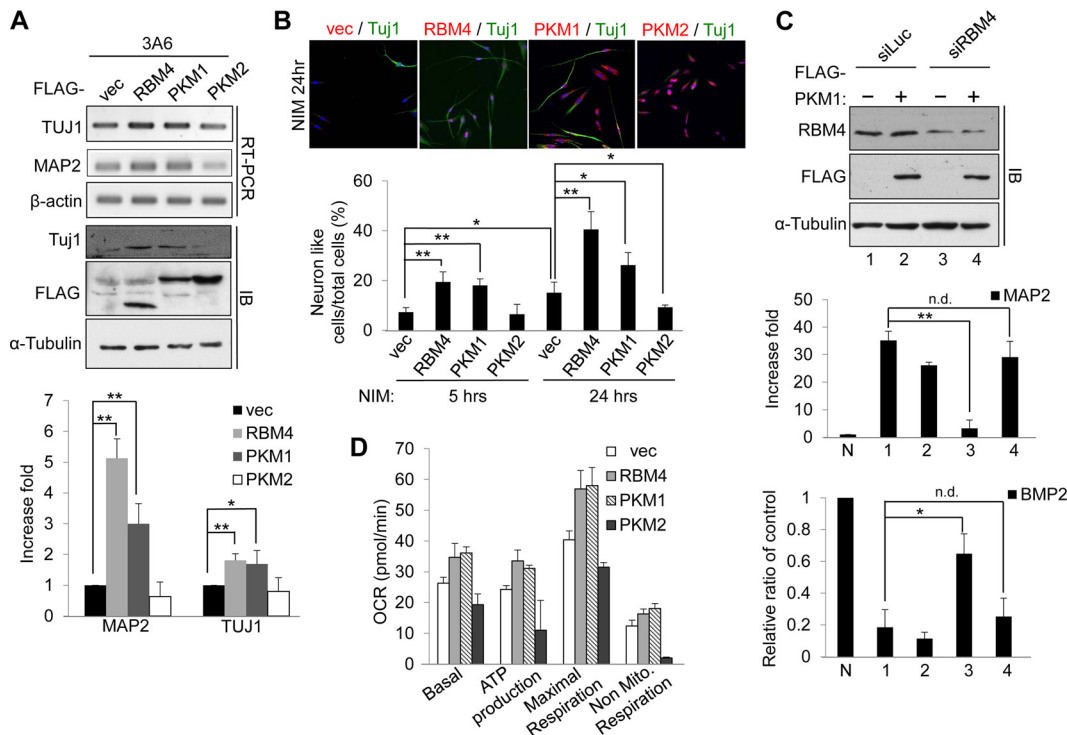 A
3A6
FLAG-
vec
RBM4
PKM1
PKM2
TUJ1
MAP2
β-actin
RT-PCR
Tuj1
FLAG
α-Tubulin
IB
Increase fold
7
6
5
4
3
2
1
0
**
**
**
*
vec
RBM4
PKM1
PKM2
MAP2
TUJ1
B
vec / Tuj1
RBM4 / Tuj1
PKM1 / Tuj1
PKM2 / Tuj1
NIM 24hr
Neuron like
cells/total cells (%)
60
40
20
0
*
**
**
*
*
**
vec
RBM4
PKM1
PKM2
vec
RBM4
PKM1
PKM2
NIM:
5 hrs
24 hrs
C
siLuc
siRBM4
FLAG-
PKM1:
− + − +
RBM4
FLAG
α-Tubulin
IB
1 2 3 4
MAP2
n.d.
**
Increase fold
50
40
30
20
10
0
N 1 2 3 4
BMP2
n.d.
*
Relative ratio of control
1
0.8
0.6
0.4
0.2
0
N 1 2 3 4
D
OCR (pmol/min)
70
60
50
40
30
20
10
0
vec
RBM4
PKM1
PKM2
Basal
ATP
production
Maximal
Respiration
Non Mito.
Respiration